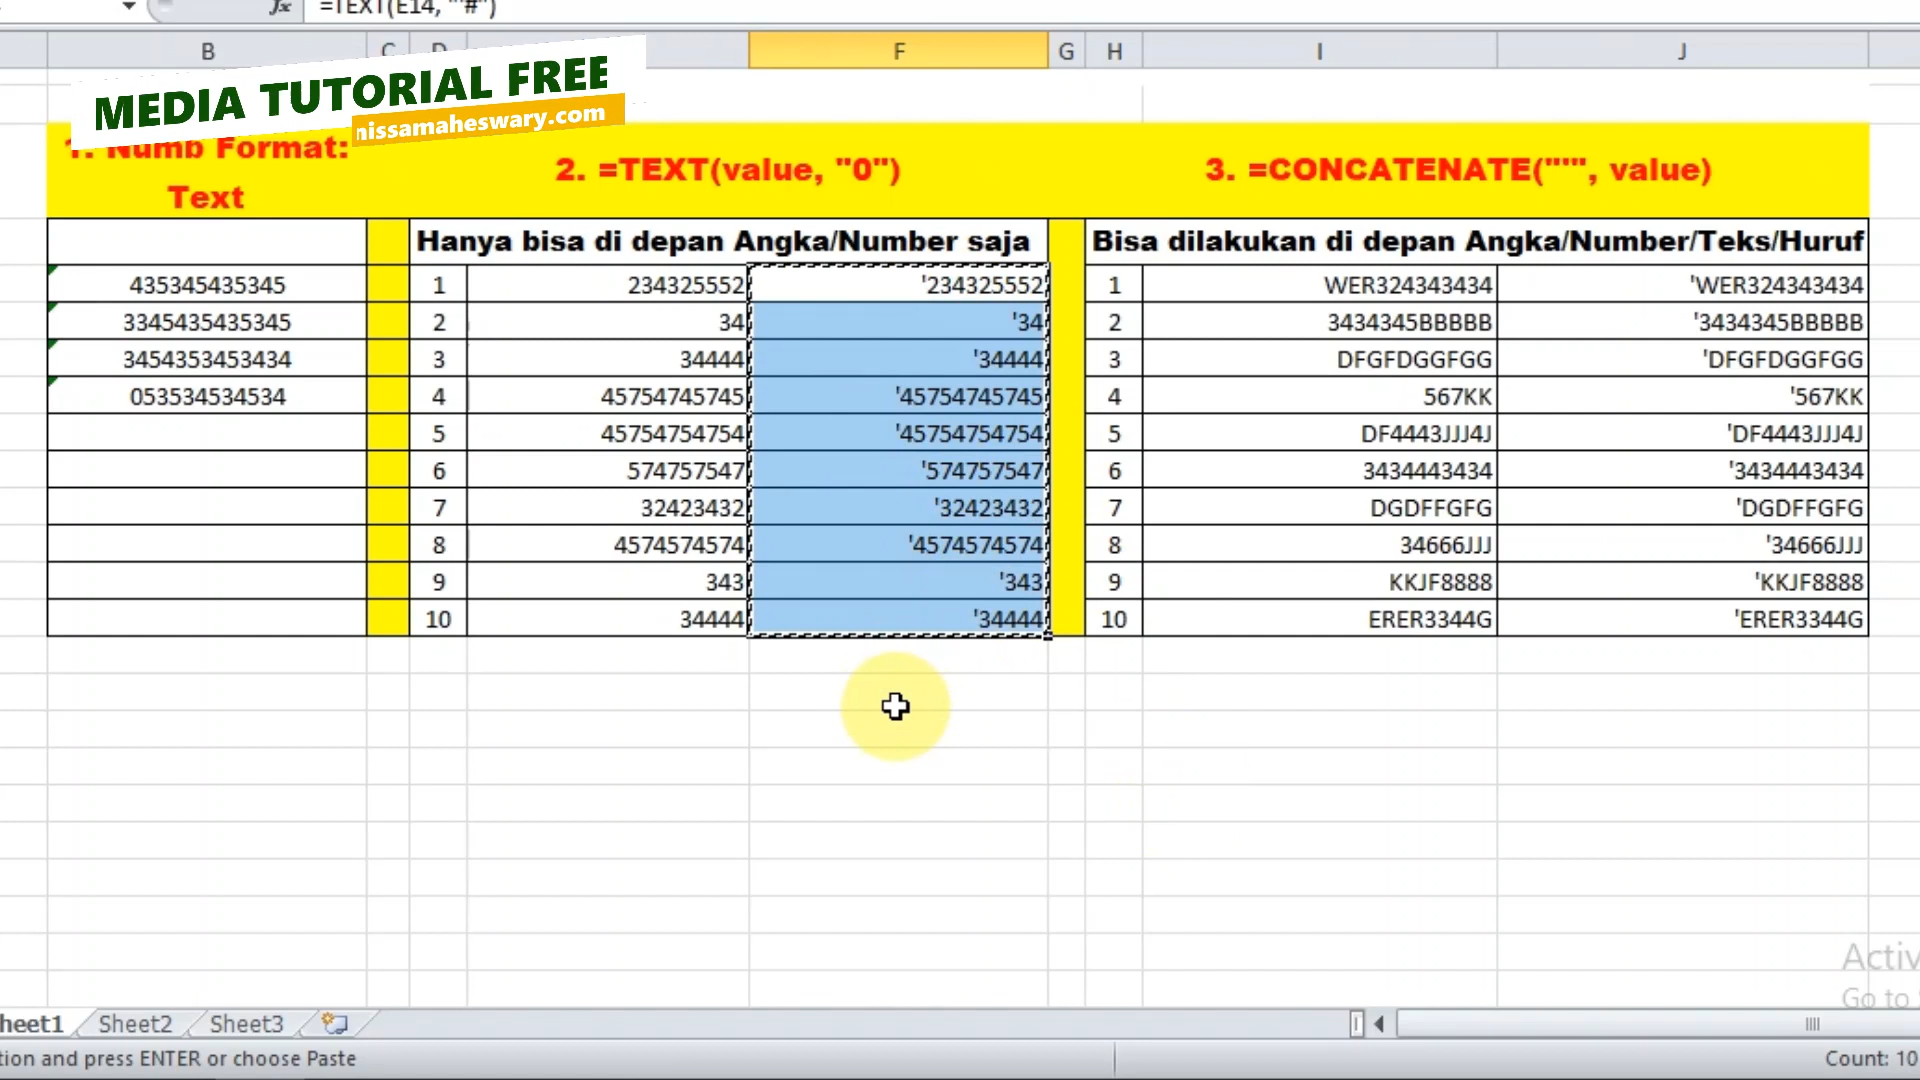 =TEXT(E14, "'#")
B C D F G H I J
MEDIA TUTORIAL FREE
nissamaheswary.com
1. Numb Format:
Text
2. =TEXT(value, "0")
3. =CONCATENATE("'", value)
Hanya bisa di depan Angka/Number saja
Bisa dilakukan di depan Angka/Number/Teks/Huruf
435345435345 1 234325552 '234325552 1 WER324343434 'WER324343434
3345435435345 2 34 '34 2 3434345BBBBB '3434345BBBBB
3454353453434 3 34444 '34444 3 DFGFDGGFGG 'DFGFDGGFGG
053534534534 4 45754745745 '45754745745 4 567KK '567KK
5 45754754754 '45754754754 5 DF4443JJJ4J 'DF4443JJJ4J
6 574757547 '574757547 6 3434443434 '3434443434
7 32423432 '32423432 7 DGDFFGFG 'DGDFFGFG
8 4574574574 '4574574574 8 34666JJJ '34666JJJ
9 343 '343 9 KKJF8888 'KKJF8888
10 34444 '34444 10 ERER3344G 'ERER3344G
Activ
Go to
heet1 Sheet2 Sheet3
tion and press ENTER or choose Paste
Count: 10